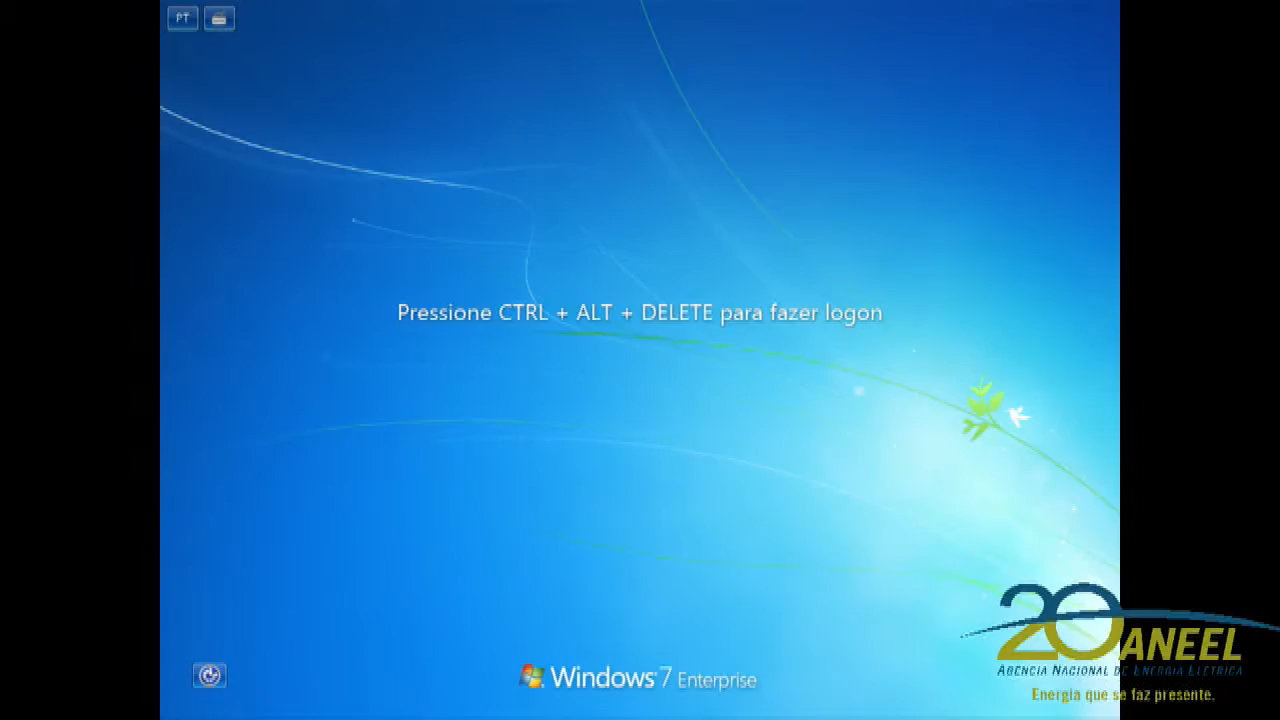 PT
Pressione CTRL + ALT + DELETE para fazer logon
Windows 7 Enterprise
20 ANEEL
AGÊNCIA NACIONAL DE ENERGIA ELÉTRICA
Energia que se faz presente.